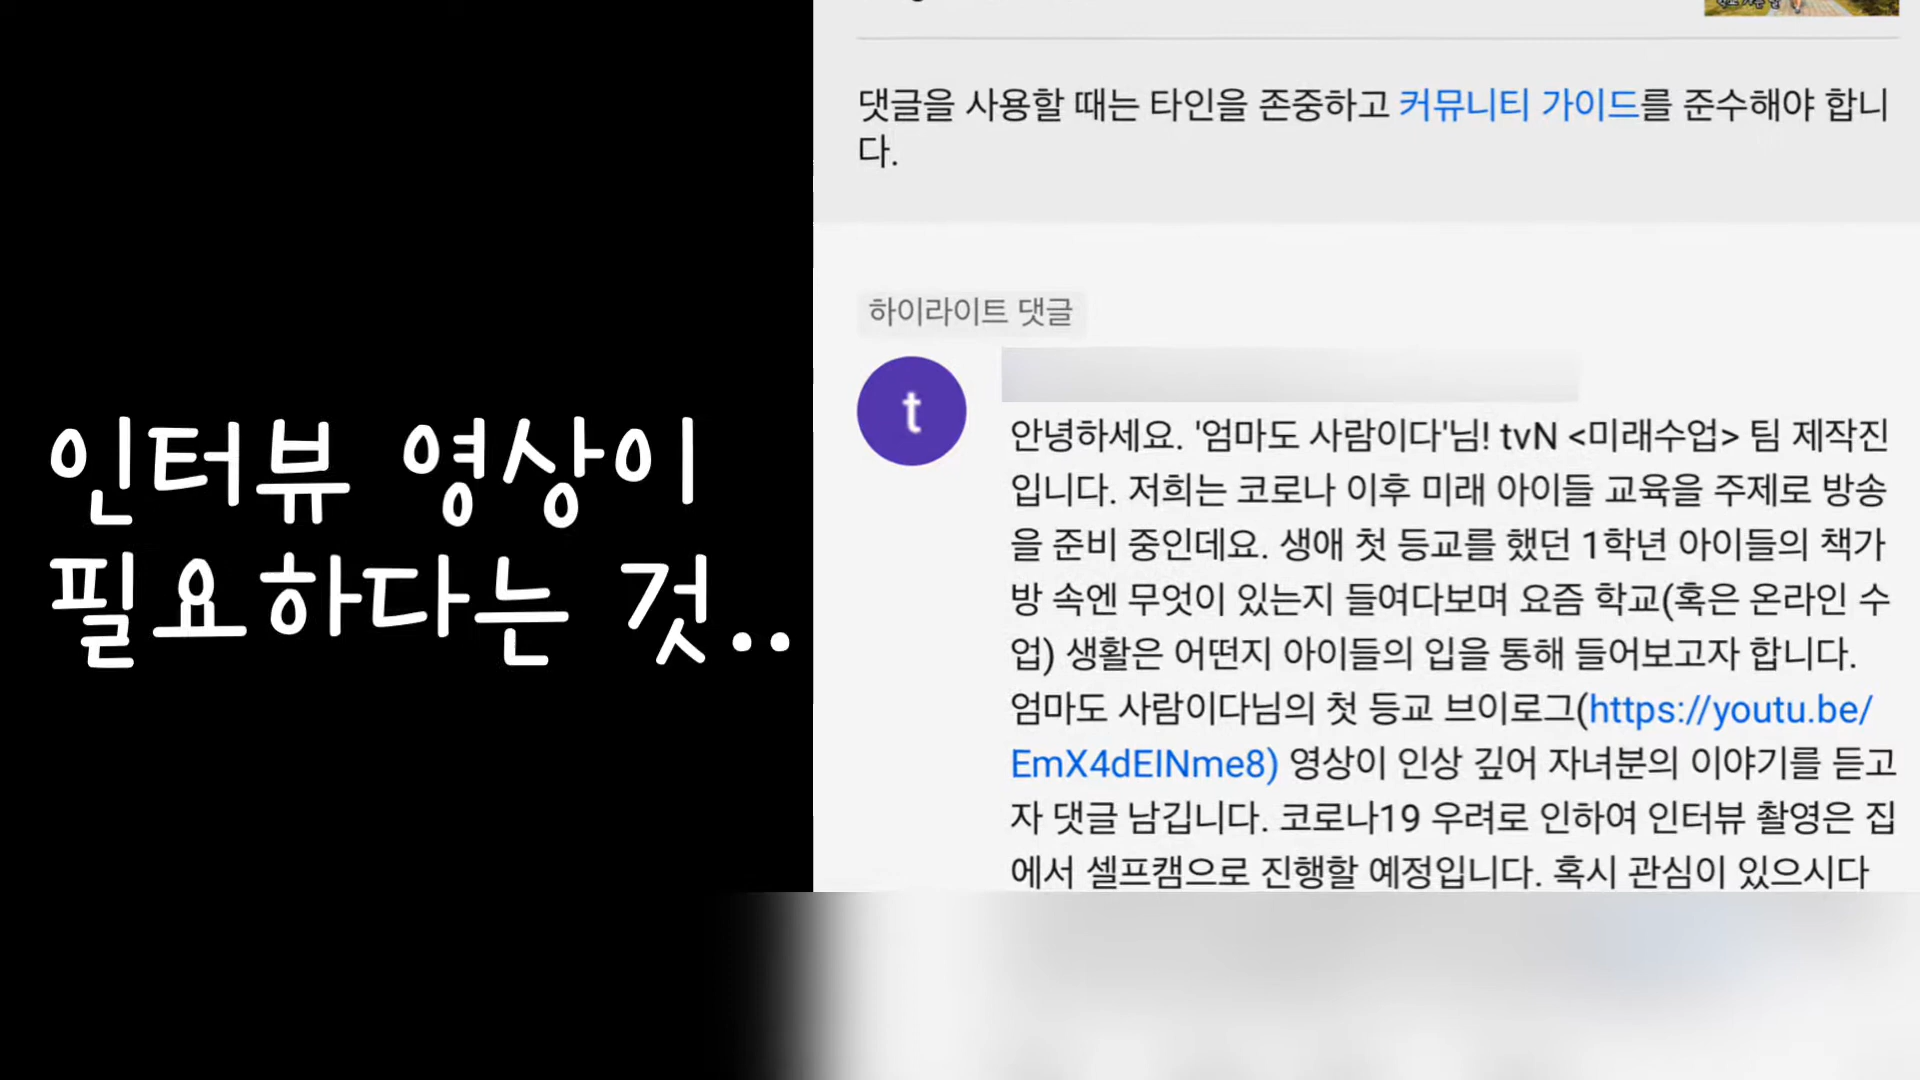 인터뷰 영상이
필요하다는 것..
댓글을 사용할 때는 타인을 존중하고 커뮤니티 가이드를 준수해야 합니
다.
하이라이트 댓글
t
안녕하세요. '엄마도 사람이다'님! tvN <미래수업> 팀 제작진
입니다. 저희는 코로나 이후 미래 아이들 교육을 주제로 방송
을 준비 중인데요. 생애 첫 등교를 했던 1학년 아이들의 책가
방 속엔 무엇이 있는지 들여다보며 요즘 학교(혹은 온라인 수
업) 생활은 어떤지 아이들의 입을 통해 들어보고자 합니다.
엄마도 사람이다님의 첫 등교 브이로그(https://youtu.be/
EmX4dEINme8) 영상이 인상 깊어 자녀분의 이야기를 듣고
자 댓글 남깁니다. 코로나19 우려로 인하여 인터뷰 촬영은 집
에서 셀프캠으로 진행할 예정입니다. 혹시 관심이 있으시다